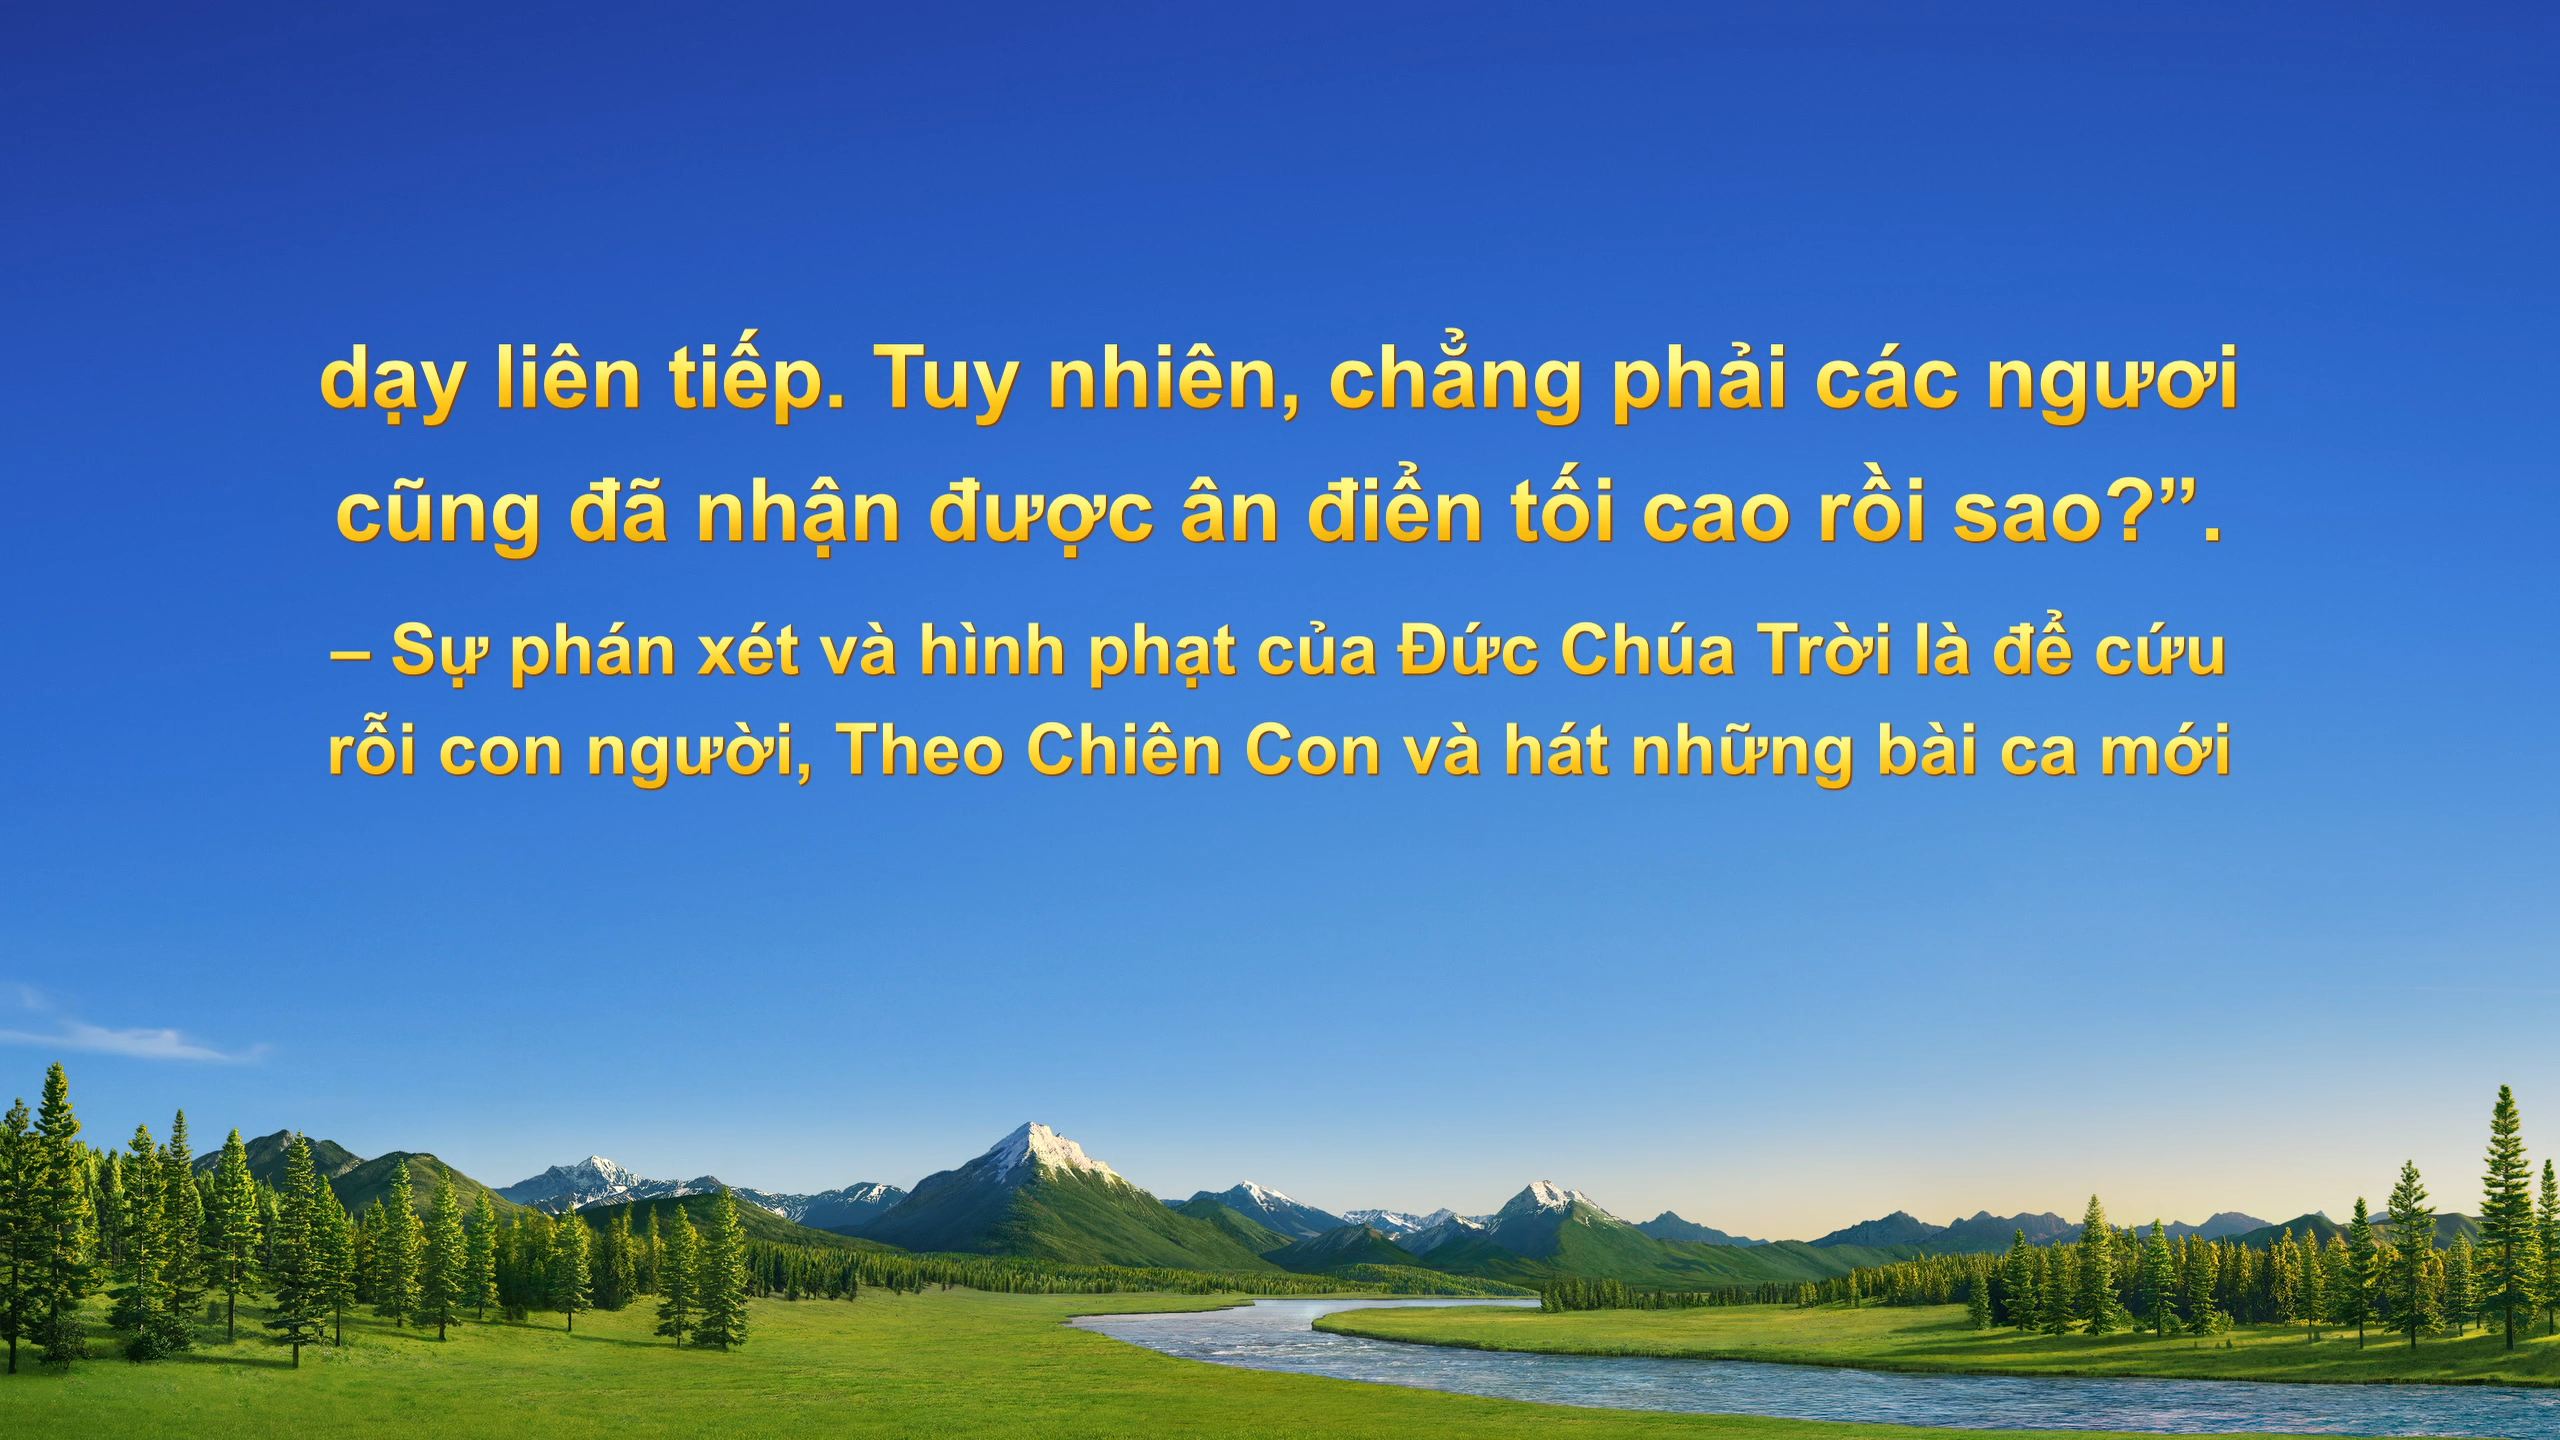 dạy liên tiếp. Tuy nhiên, chẳng phải các ngươi
cũng đã nhận được ân điển tối cao rồi sao?”.
– Sự phán xét và hình phạt của Đức Chúa Trời là để cứu
rỗi con người, Theo Chiên Con và hát những bài ca mới